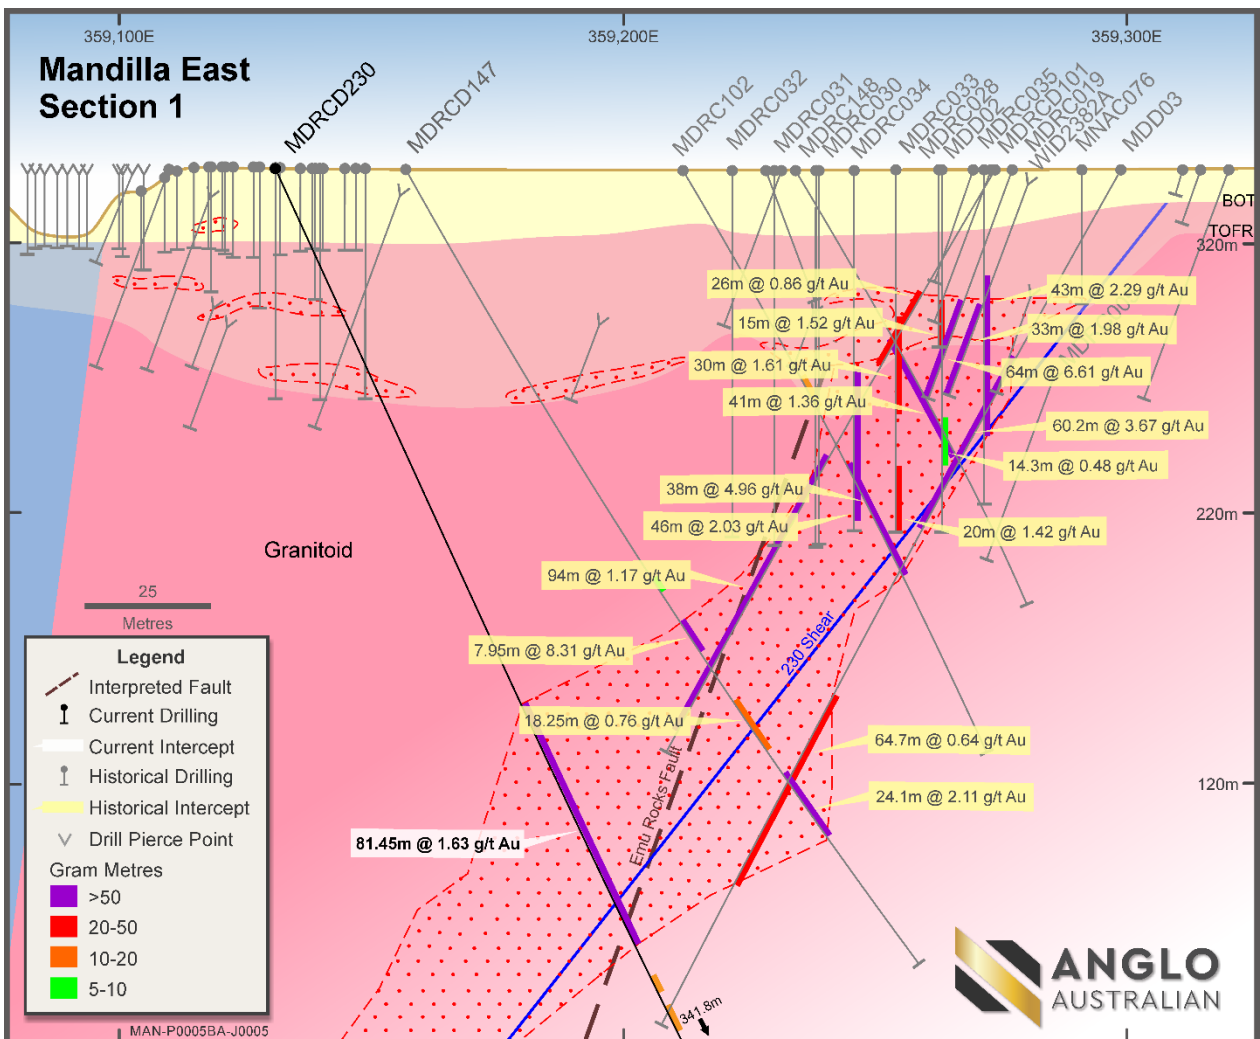 359,100E
359,200E
359,300E
Mandilla East
Section 1
MDRCD230
MDRCD147
MDRC102
MDRC032
MDRC031
MDRC148
MDRC030
MDRC034
MDRC033
MDRC028
MDD02
MDRC035
MDRCD101
MDRC019
WID2382A
MNAC076
MDD03
BOT
TOFR
320m
26m @ 0.86 g/t Au
43m @ 2.29 g/t Au
15m @ 1.52 g/t Au
33m @ 1.98 g/t Au
30m @ 1.61 g/t Au
64m @ 6.61 g/t Au
41m @ 1.36 g/t Au
60.2m @ 3.67 g/t Au
14.3m @ 0.48 g/t Au
38m @ 4.96 g/t Au
46m @ 2.03 g/t Au
20m @ 1.42 g/t Au
220m
Granitoid
94m @ 1.17 g/t Au
25
Metres
7.95m @ 8.31 g/t Au
230 Shear
18.25m @ 0.76 g/t Au
64.7m @ 0.64 g/t Au
120m
24.1m @ 2.11 g/t Au
Emu Rocks Fault
81.45m @ 1.63 g/t Au
341.8m
Legend
Interpreted Fault
Current Drilling
Current Intercept
Historical Drilling
Historical Intercept
Drill Pierce Point
Gram Metres
>50
20-50
10-20
5-10
MAN-P0005BA-J0005
ANGLO
AUSTRALIAN